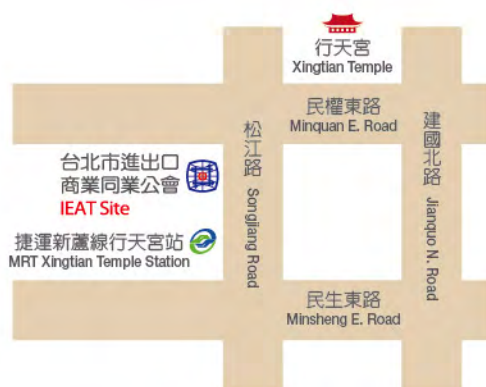 行天宮
Xingtian Temple
民權東路
Minquan E. Road
松江路 Songjiang Road
建國北路 Jianquo N. Road
台北市進出口
商業同業公會
IEAT Site
捷運新蘆線行天宮站
MRT Xingtian Temple Station
民生東路
Minsheng E. Road